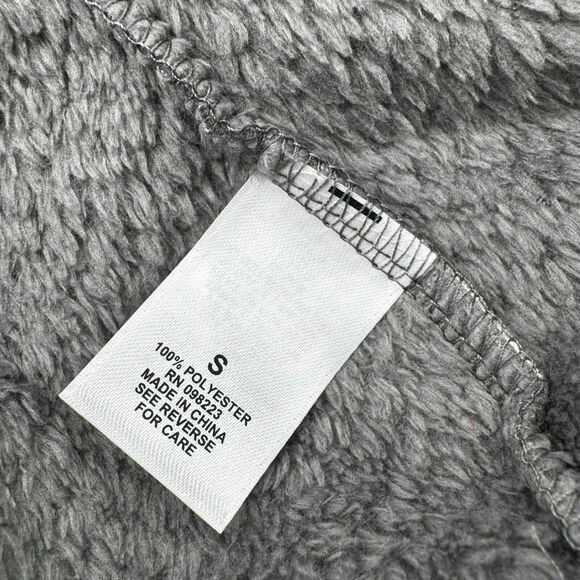 S
100% POLYESTER
RN 098223
MADE IN CHINA
SEE REVERSE
FOR CARE